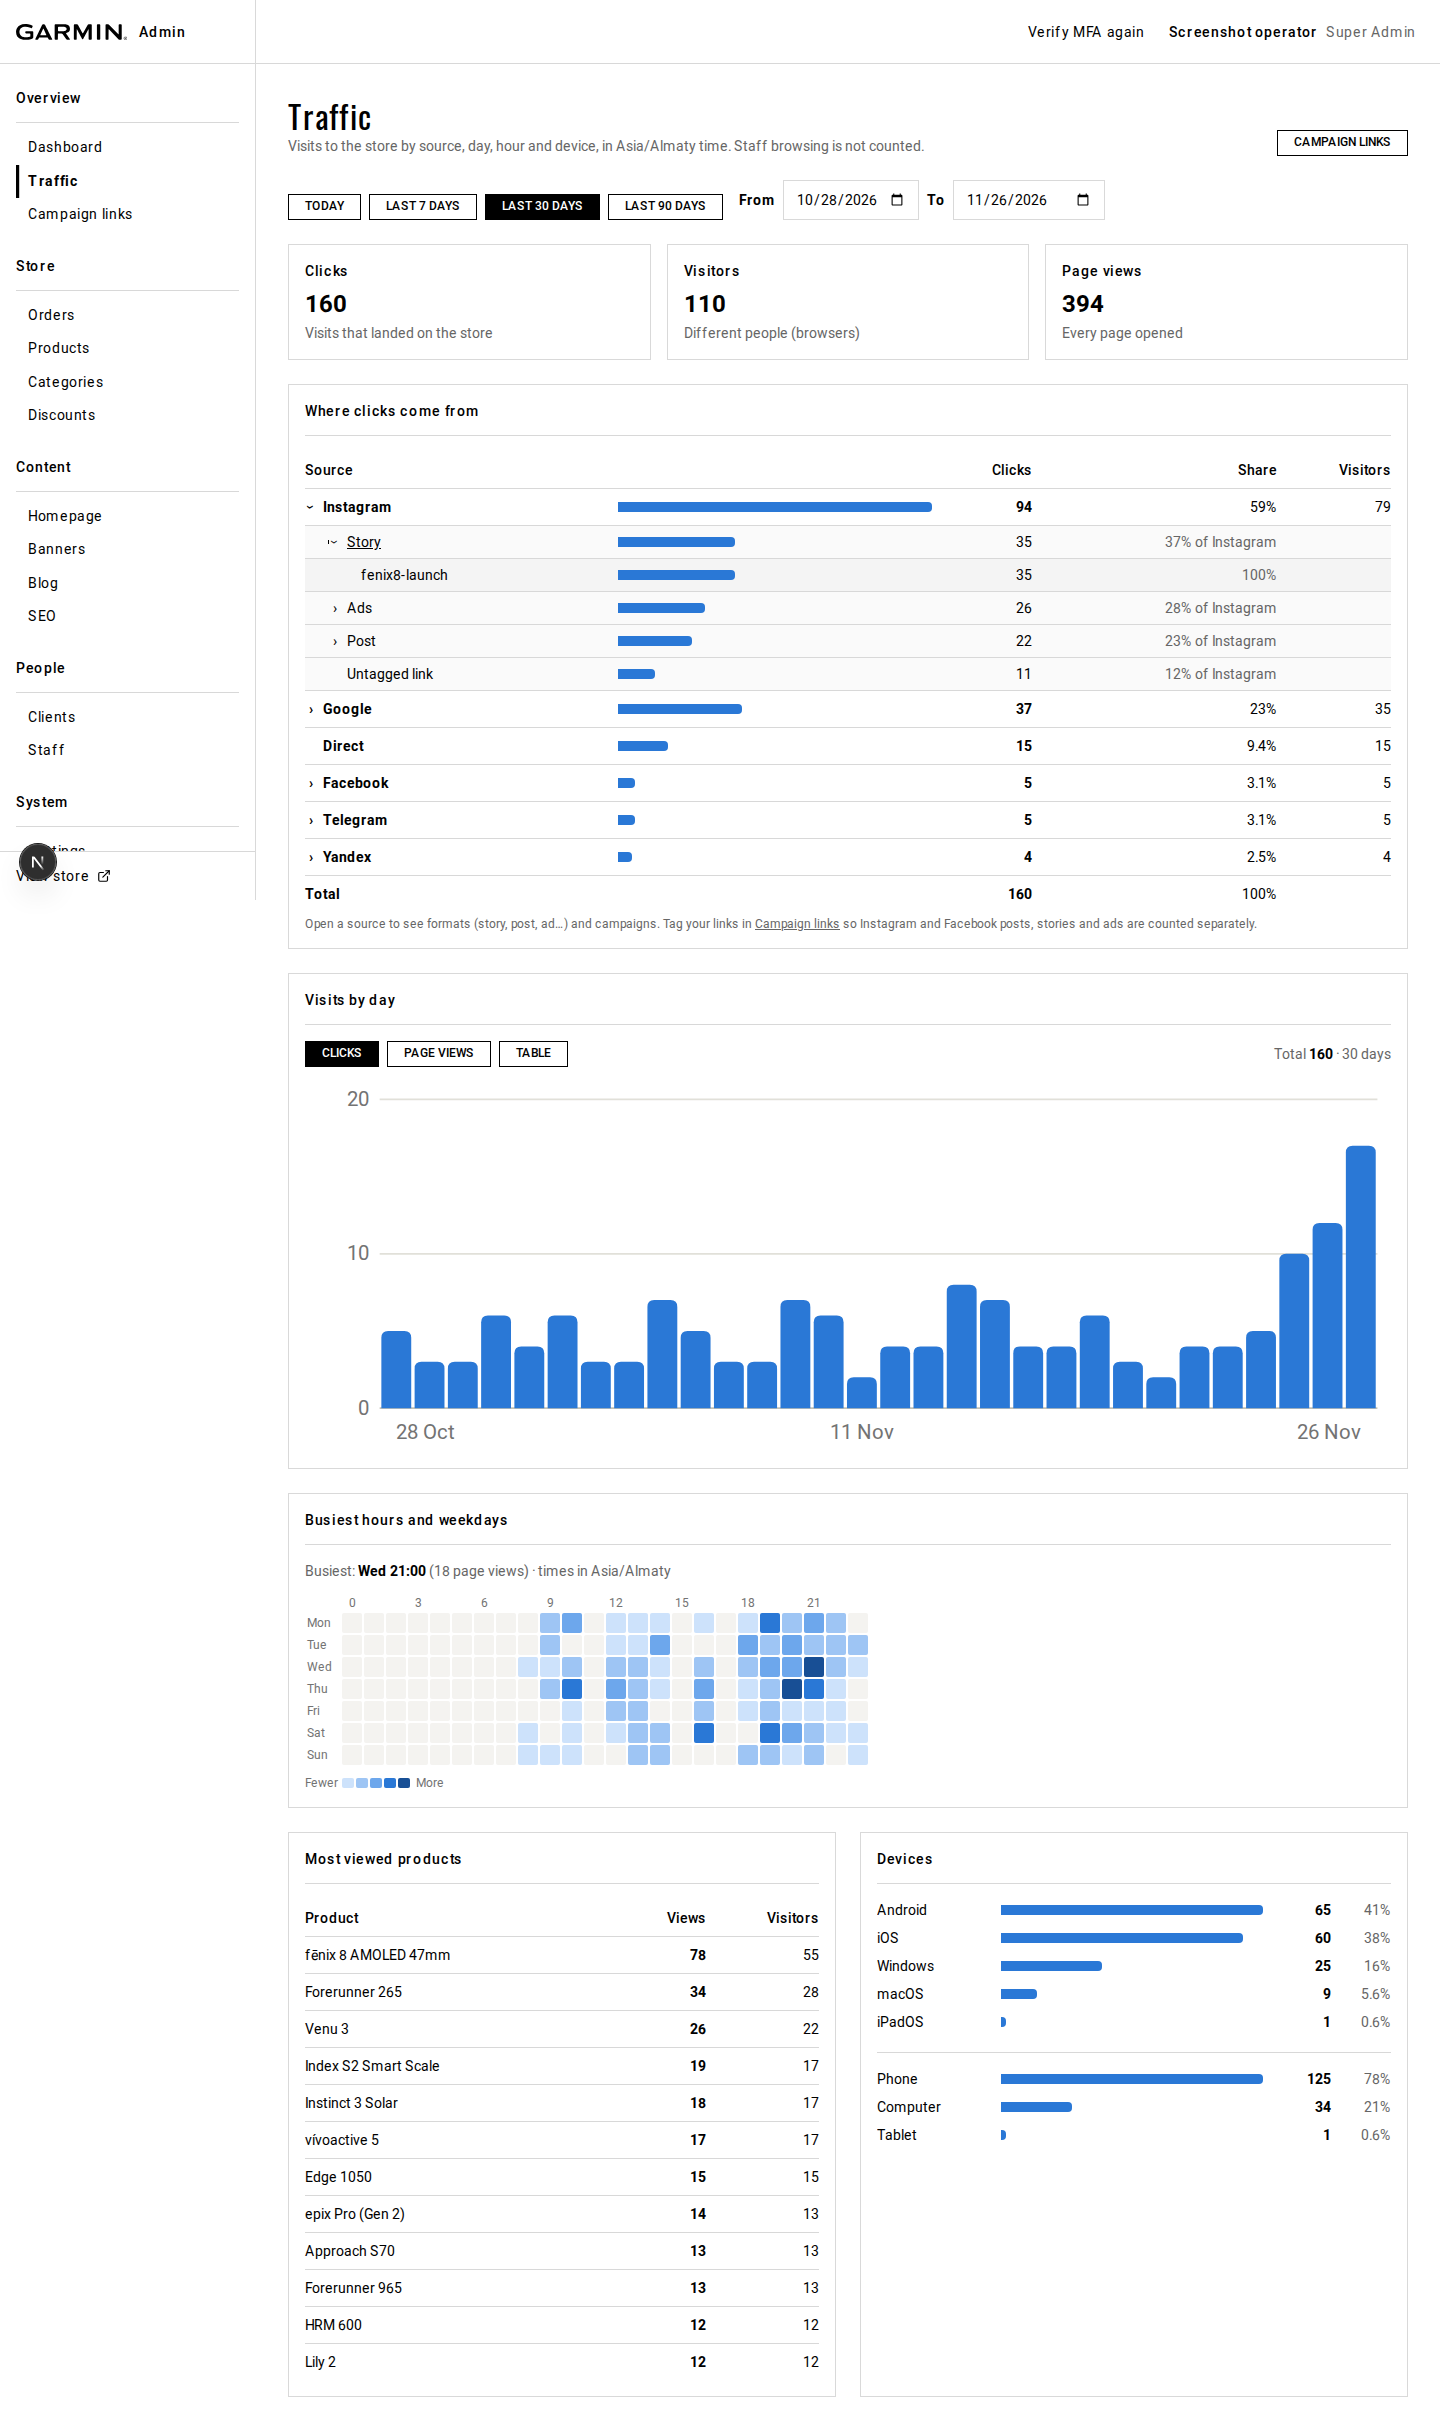 GARMIN. Admin
Verify MFA again Screenshot operator Super Admin
Overview
Dashboard
Traffic
Campaign links
Store
Orders
Products
Categories
Discounts
Content
Homepage
Banners
Blog
SEO
People
Clients
Staff
System
store
Traffic
Visits to the store by source, day, hour and device, in Asia/Almaty time. Staff browsing is not counted.
CAMPAIGN LINKS
TODAY LAST 7 DAYS LAST 30 DAYS LAST 90 DAYS From 10/28/2026 To 11/26/2026
Clicks
160
Visits that landed on the store
Visitors
110
Different people (browsers)
Page views
394
Every page opened
Where clicks come from
Source Clicks Share Visitors
Instagram 94 59% 79
Story 35 37% of Instagram
fenix8-launch 35 100%
Ads 26 28% of Instagram
Post 22 23% of Instagram
Untagged link 11 12% of Instagram
Google 37 23% 35
Direct 15 9.4% 15
Facebook 5 3.1% 5
Telegram 5 3.1% 5
Yandex 4 2.5% 4
Total 160 100%
Open a source to see formats (story, post, ad…) and campaigns. Tag your links in Campaign links so Instagram and Facebook posts, stories and ads are counted separately.
Visits by day
CLICKS PAGE VIEWS TABLE
Total 160 · 30 days
20
10
0
28 Oct 11 Nov 26 Nov
Busiest hours and weekdays
Busiest: Wed 21:00 (18 page views) · times in Asia/Almaty
0 3 6 9 12 15 18 21
Mon
Tue
Wed
Thu
Fri
Sat
Sun
Fewer More
Most viewed products
Product Views Visitors
fēnix 8 AMOLED 47mm 78 55
Forerunner 265 34 28
Venu 3 26 22
Index S2 Smart Scale 19 17
Instinct 3 Solar 18 17
vívoactive 5 17 17
Edge 1050 15 15
epix Pro (Gen 2) 14 13
Approach S70 13 13
Forerunner 965 13 13
HRM 600 12 12
Lily 2 12 12
Devices
Android 65 41%
iOS 60 38%
Windows 25 16%
macOS 9 5.6%
iPadOS 1 0.6%
Phone 125 78%
Computer 34 21%
Tablet 1 0.6%